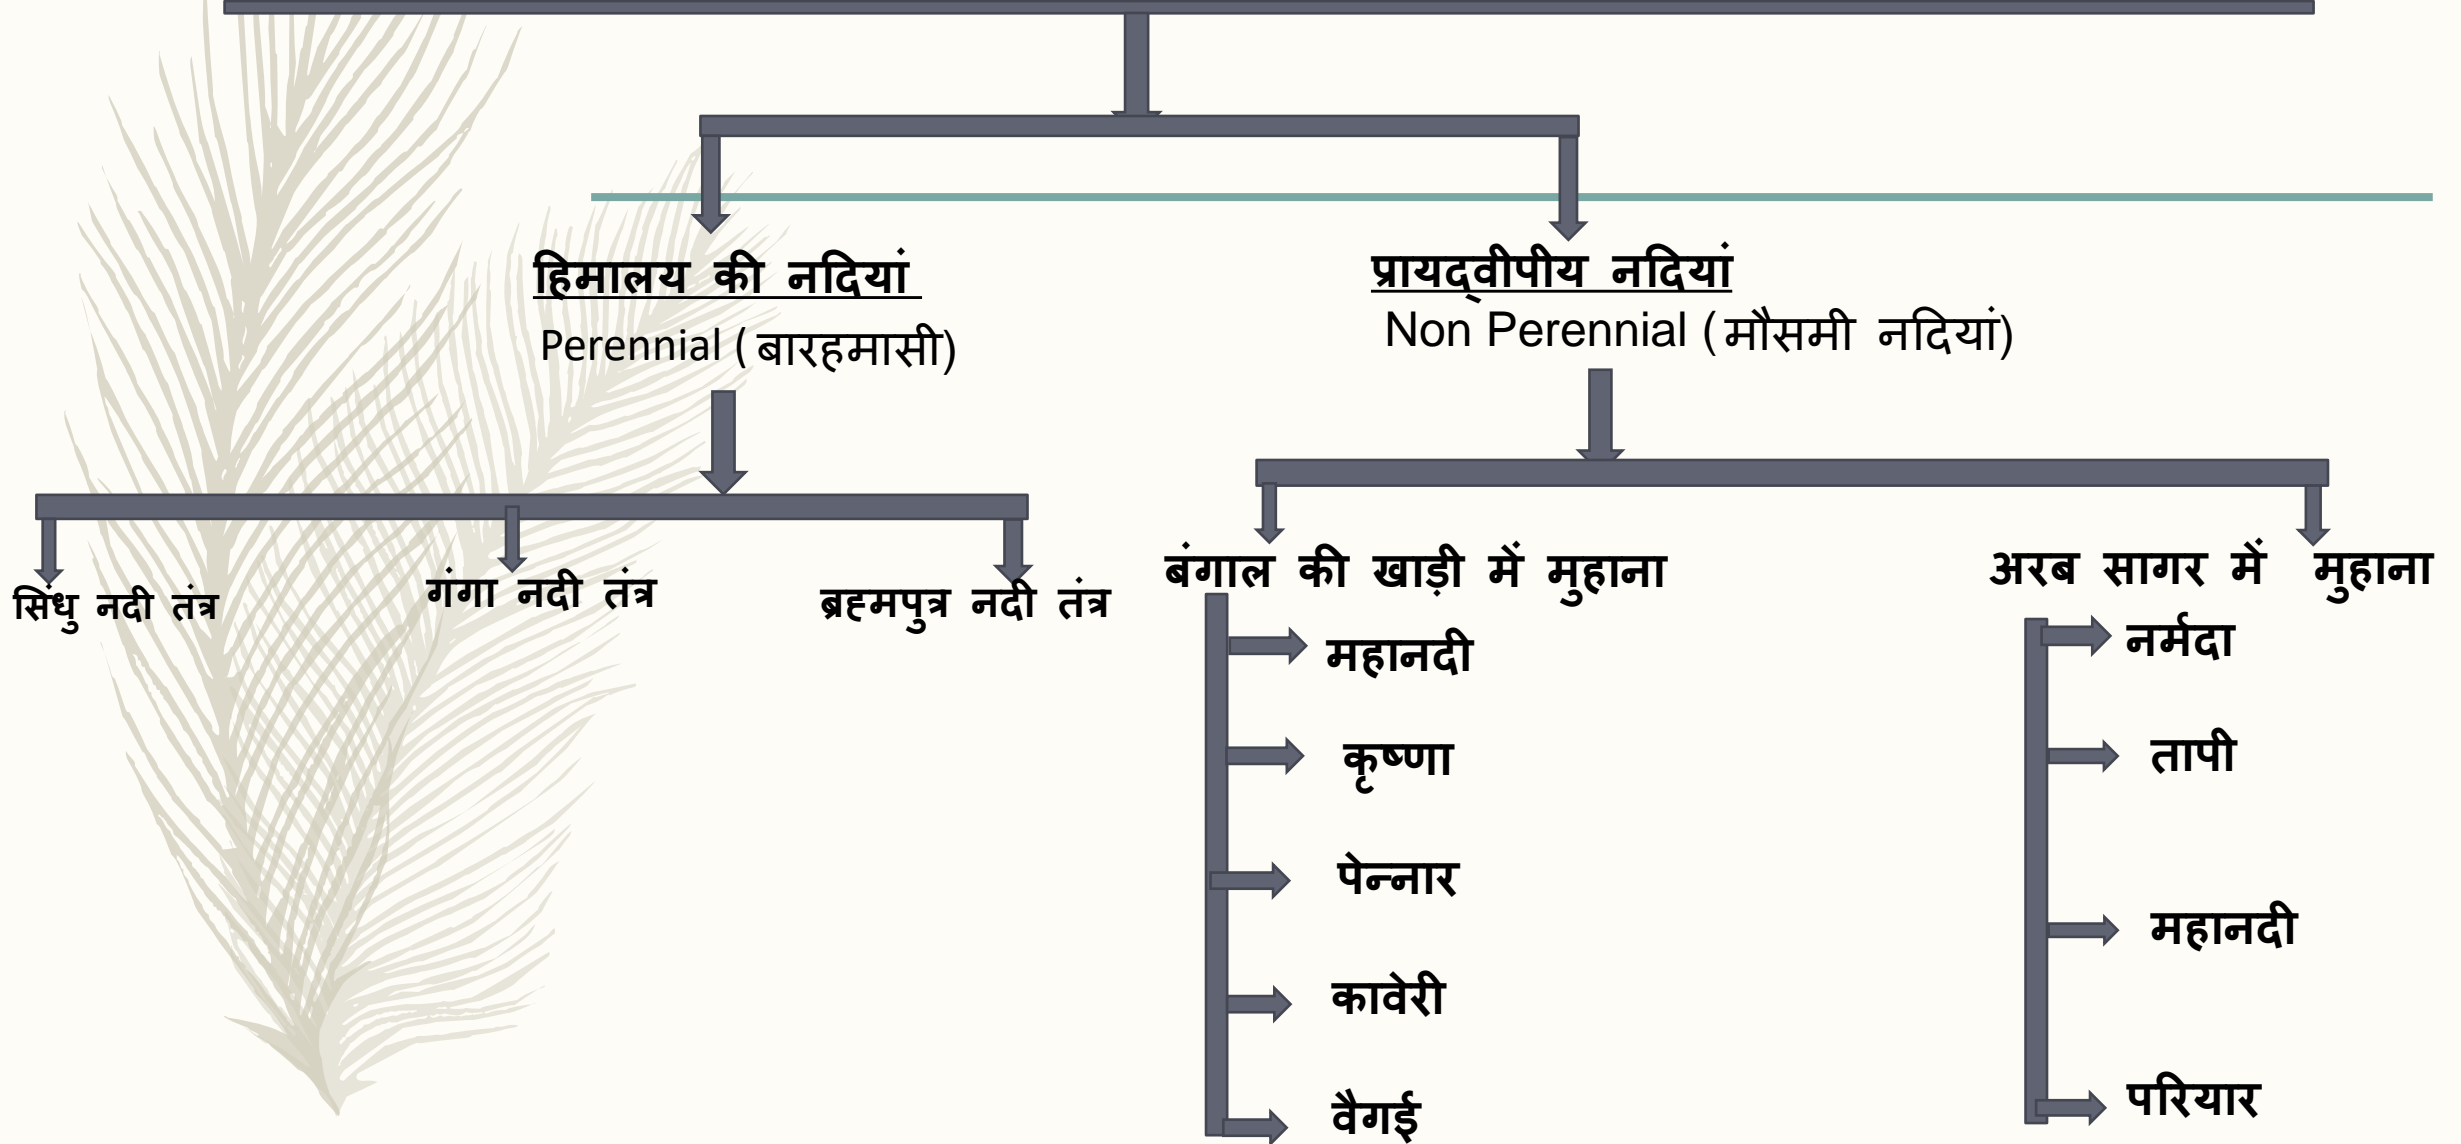 हिमालय की नदियां
Perennial (बारहमासी)
प्रायद्वीपीय नदियां
Non Perennial (मौसमी नदियां)
सिंधु नदी तंत्र
गंगा नदी तंत्र
ब्रह्मपुत्र नदी तंत्र
बंगाल की खाड़ी में मुहाना
महानदी
कृष्णा
पेन्नार
कावेरी
वैगई
अरब सागर में मुहाना
नर्मदा
तापी
महानदी
परियार